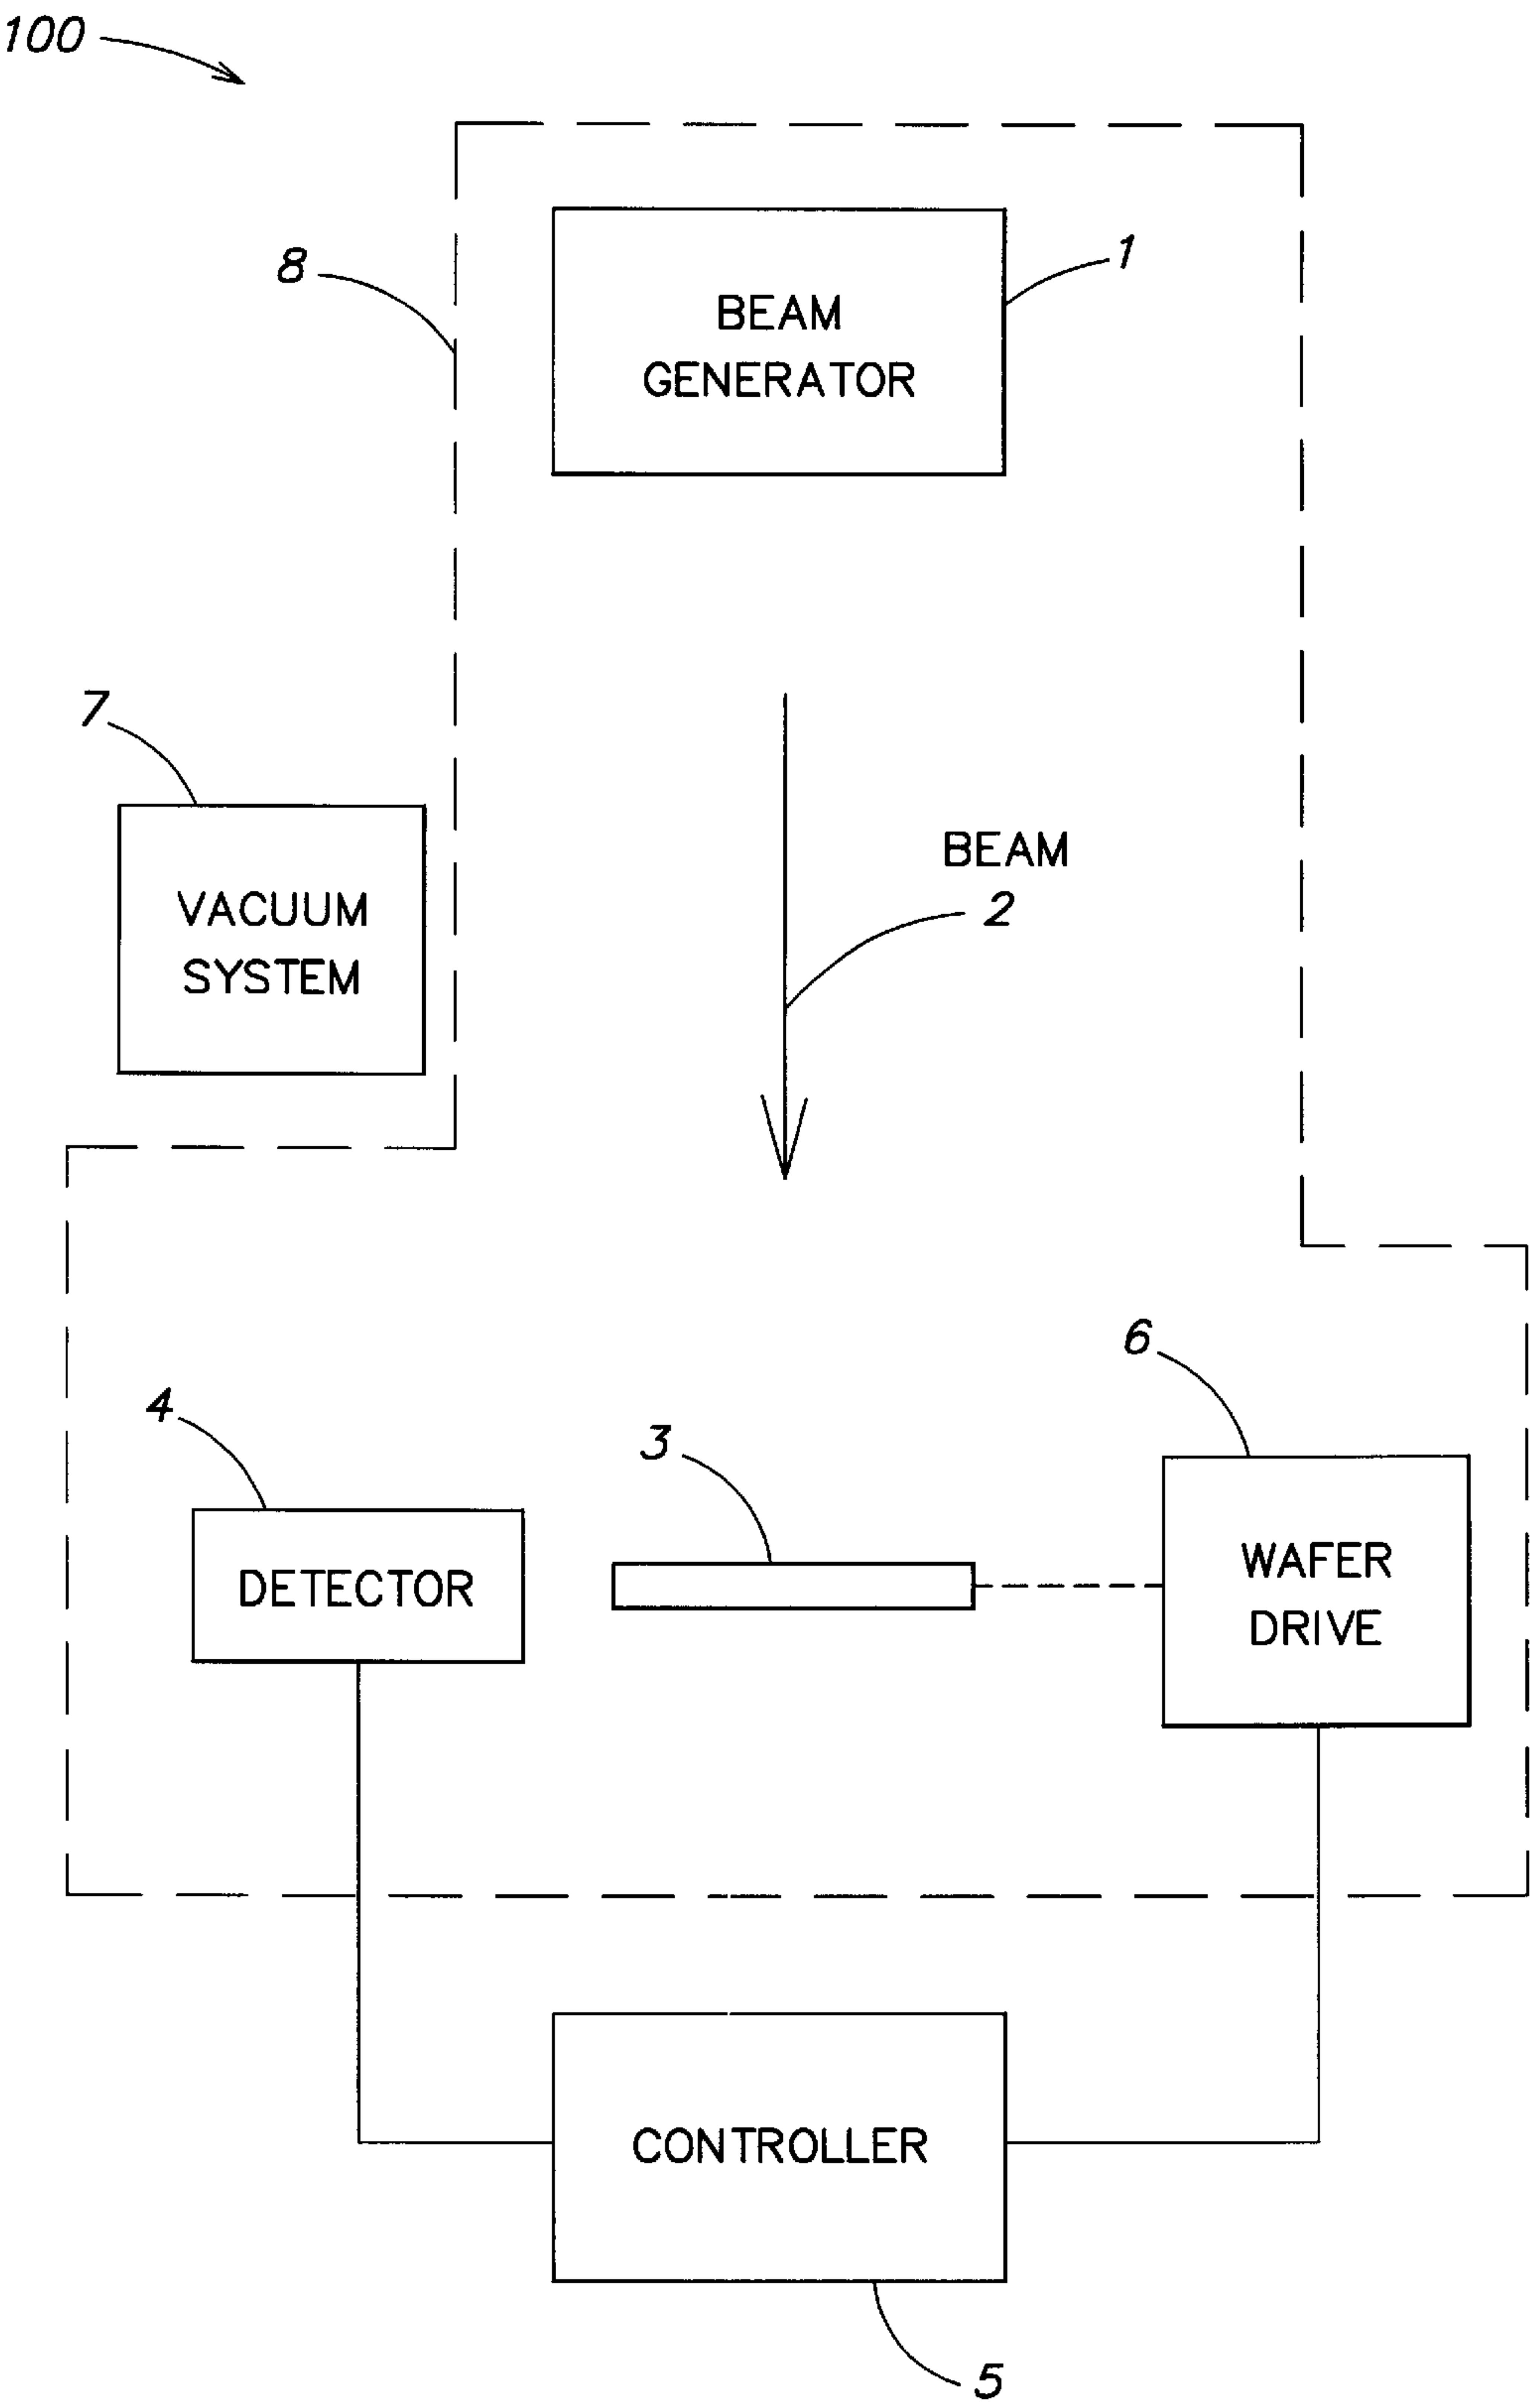 100
8
1
BEAM
GENERATOR
7
VACUUM
SYSTEM
BEAM
2
6
4
3
DETECTOR
WAFER
DRIVE
CONTROLLER
5